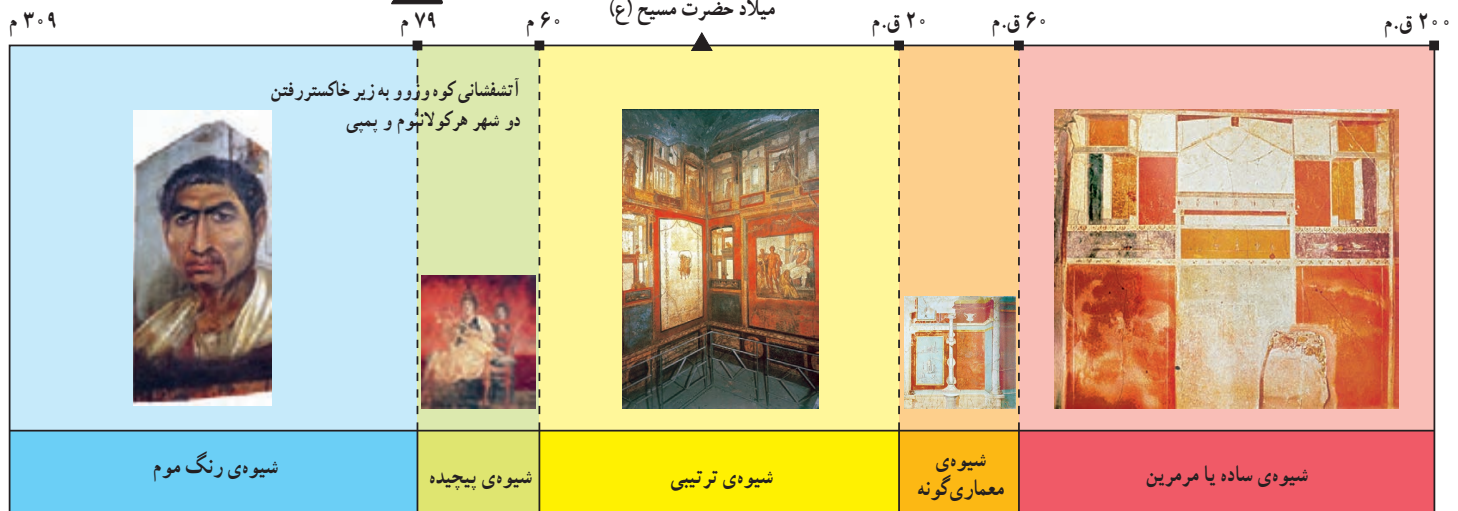 ۲۰۰ ق.م
۶۰ ق.م
۲۰ ق.م
میلاد حضرت مسیح (ع)
۶۰ م
۷۹ م
۳۰۹ م
آتشفشانی کوه وزوو به زیر خاکستر رفتن
دو شهر هرکولانئوم و پمپی
شیوه‌ی ساده یا مرمرین
شیوه‌ی
معماری‌گونه
شیوه‌ی ترتیبی
شیوه‌ی پیچیده
شیوه‌ی رنگ موم